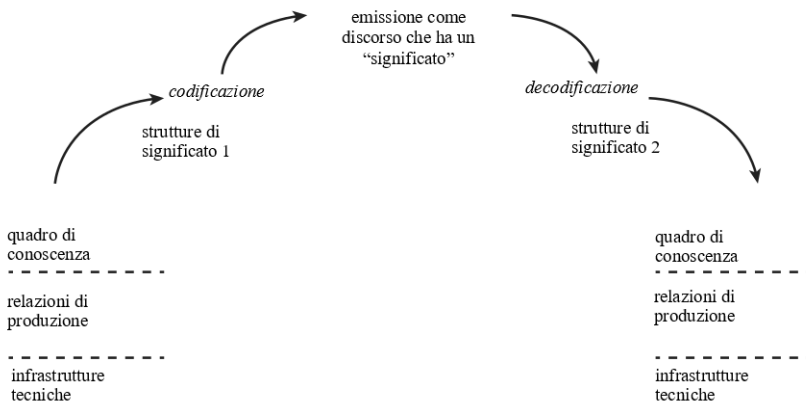 emissione come
discorso che ha un
“significato”
codificazione
strutture di
significato 1
decodificazione
strutture di
significato 2
quadro di
conoscenza
relazioni di
produzione
infrastrutture
tecniche
quadro di
conoscenza
relazioni di
produzione
infrastrutture
tecniche